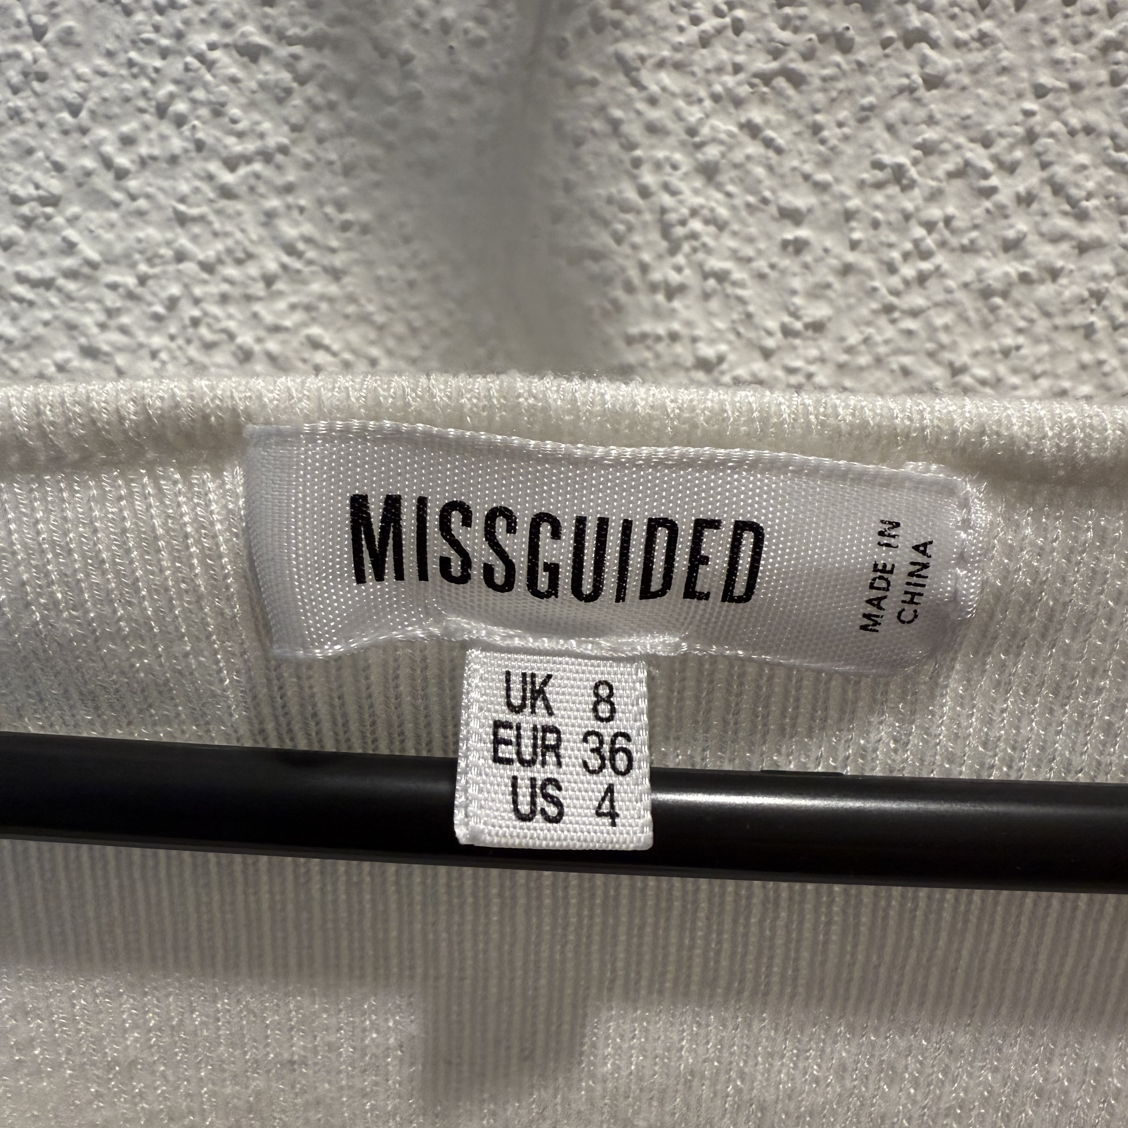 MISSGUIDED
MADE IN
CHINA
UK 8
EUR 36
US 4